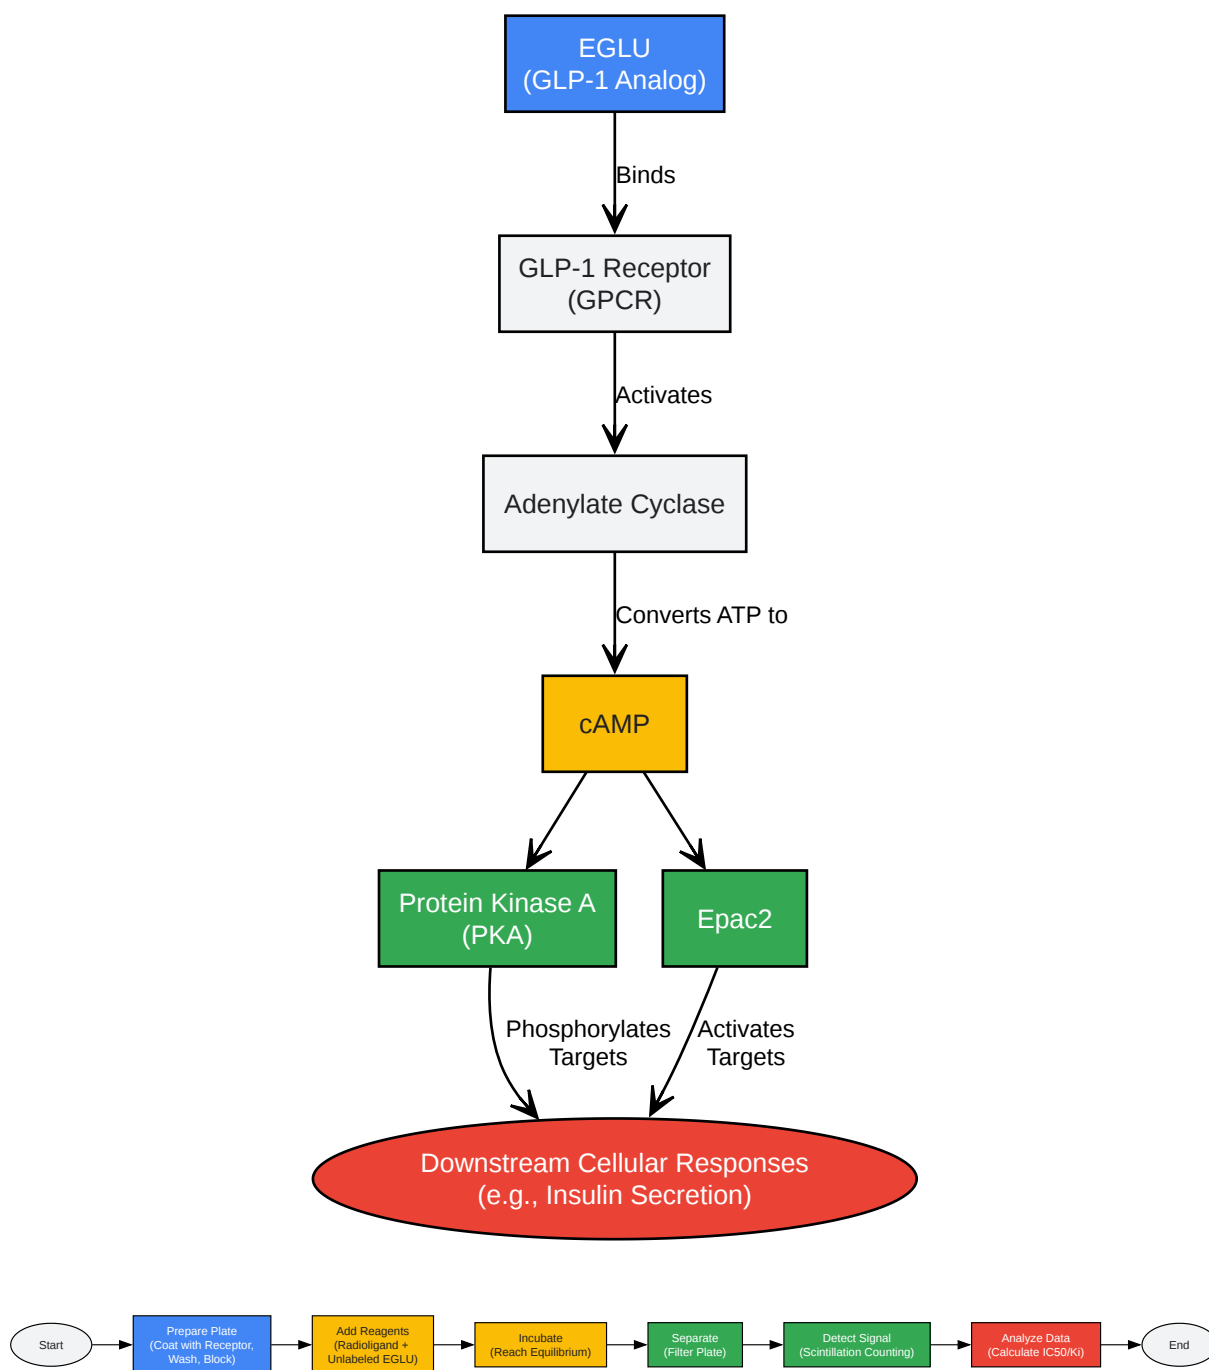 EGLU
(GLP-1 Analog)
Binds
GLP-1 Receptor
(GPCR)
Activates
Adenylate Cyclase
Converts ATP to
cAMP
Protein Kinase A
(PKA)
Epac2
Phosphorylates
Targets
Activates
Targets
Downstream Cellular Responses
(e.g., Insulin Secretion)
Start
Prepare Plate
(Coat with Receptor,
Wash, Block)
Add Reagents
(Radioligand +
Unlabeled EGLU)
Incubate
(Reach Equilibrium)
Separate
(Filter Plate)
Detect Signal
(Scintillation Counting)
Analyze Data
(Calculate IC50/Ki)
End